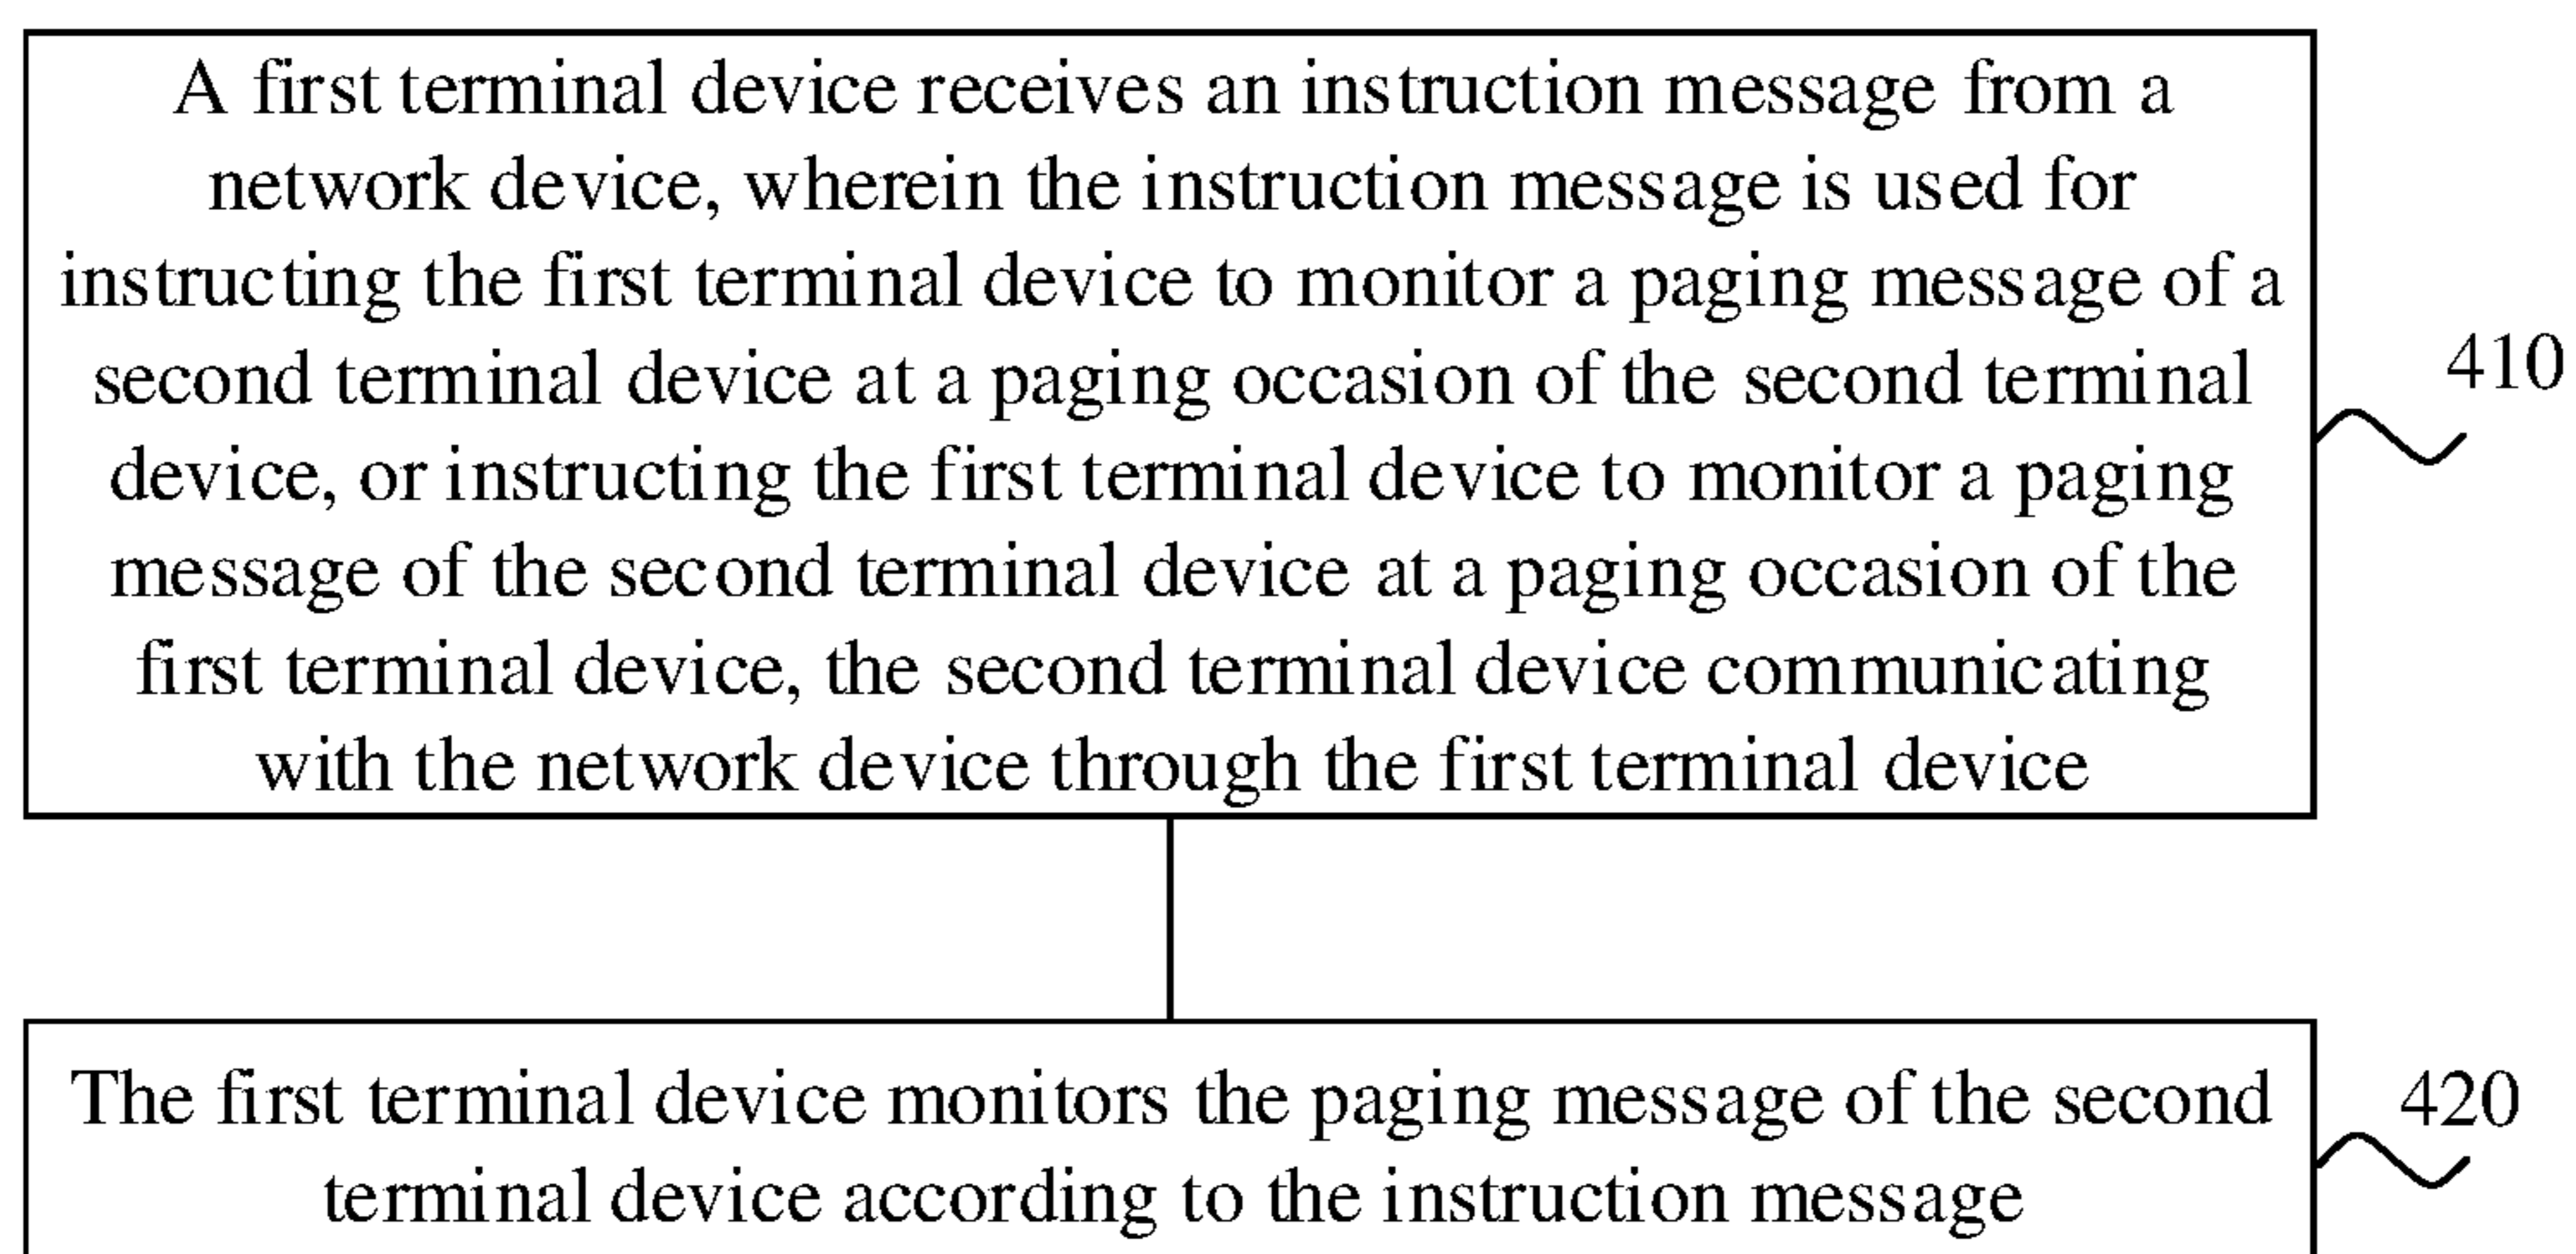 A first terminal device receives an instruction message from a
network device, wherein the instruction message is used for
instructing the first terminal device to monitor a paging message of a
second terminal device at a paging occasion of the second terminal
device, or instructing the first terminal device to monitor a paging
message of the second terminal device at a paging occasion of the
first terminal device, the second terminal device communicating
with the network device through the first terminal device
410
The first terminal device monitors the paging message of the second
terminal device according to the instruction message
420